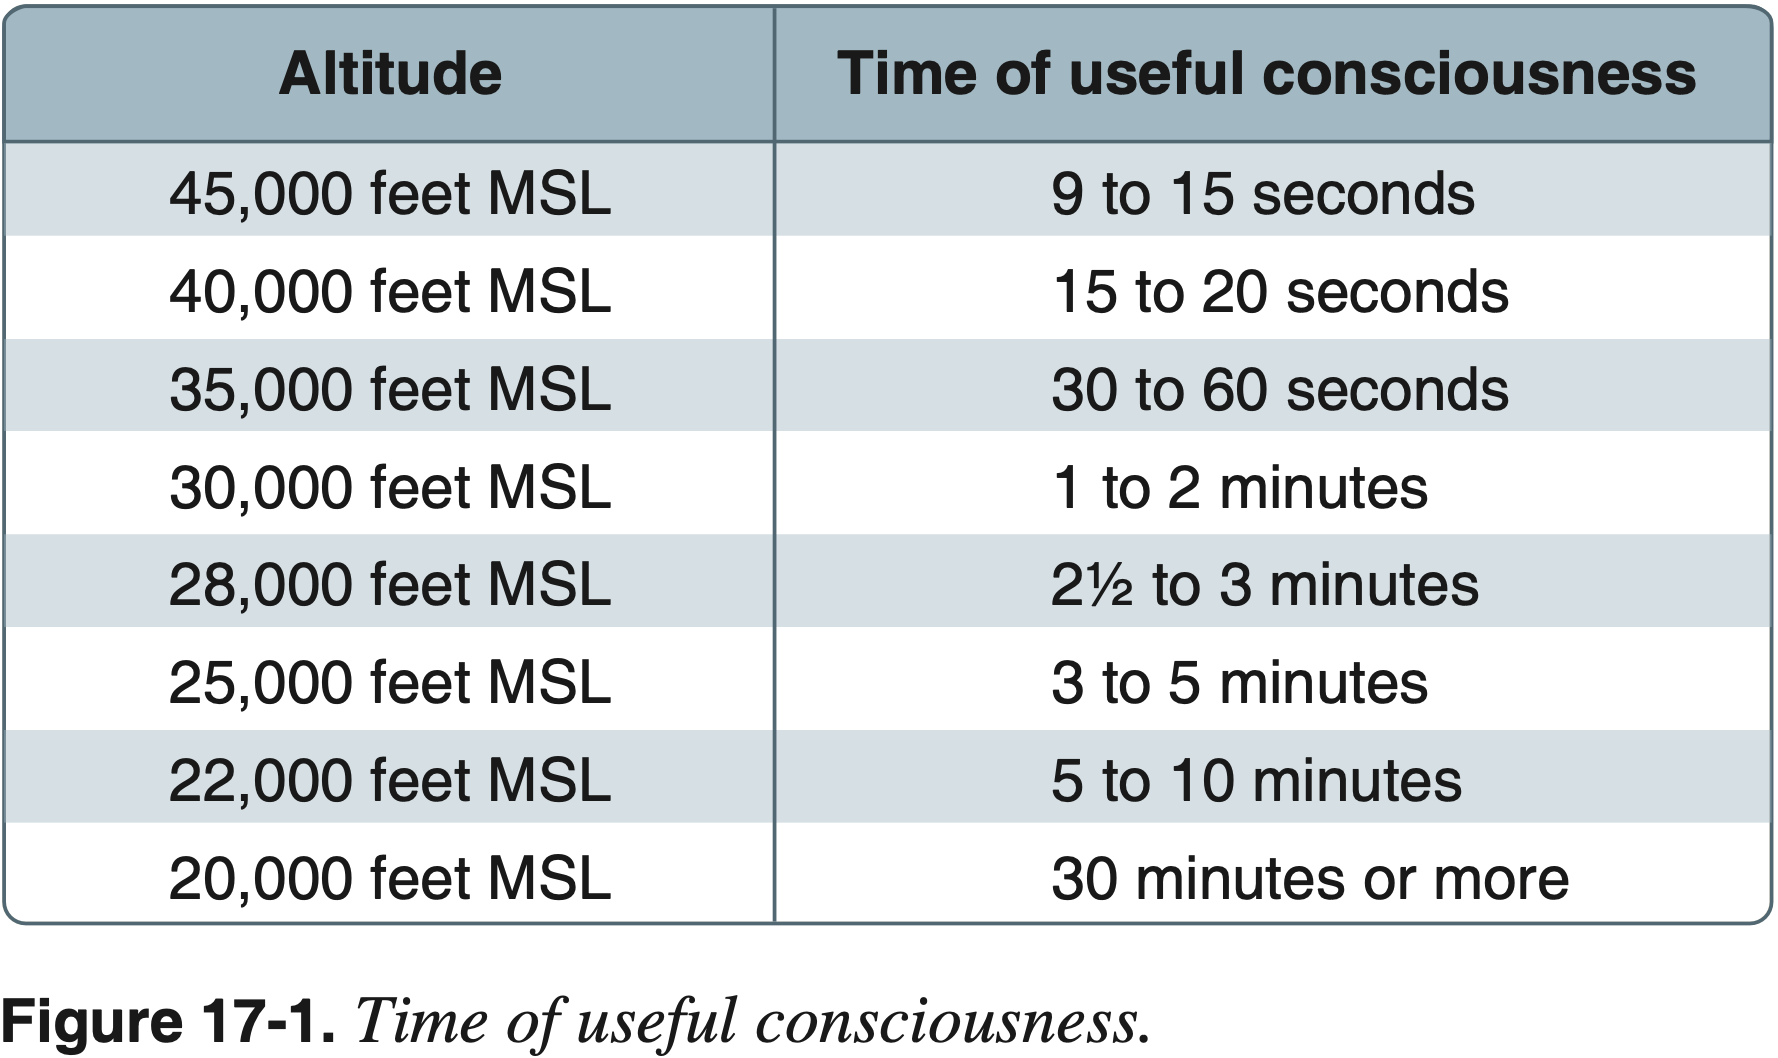 Altitude Time of useful consciousness
45,000 feet MSL 9 to 15 seconds
40,000 feet MSL 15 to 20 seconds
35,000 feet MSL 30 to 60 seconds
30,000 feet MSL 1 to 2 minutes
28,000 feet MSL 2½ to 3 minutes
25,000 feet MSL 3 to 5 minutes
22,000 feet MSL 5 to 10 minutes
20,000 feet MSL 30 minutes or more
Figure 17-1. Time of useful consciousness.